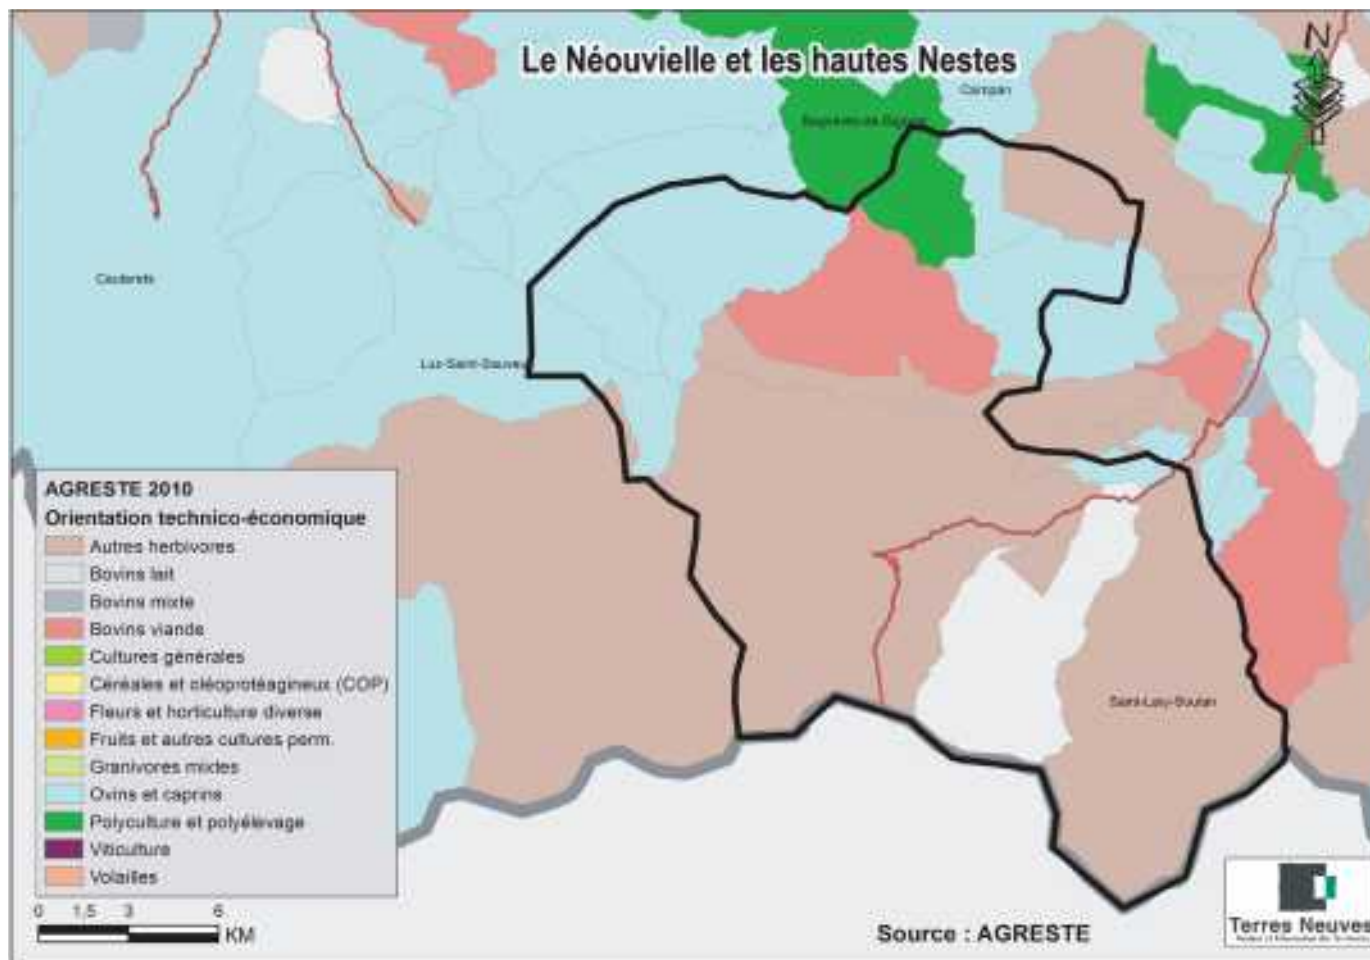 Le Néouvielle et les hautes Nestes
N
Campan
Bagnères-de-Bigorre
Cauterets
Luz-Saint-Sauveur
AGRESTE 2010
Orientation technico-économique
Autres herbivores
Bovins lait
Bovins mixte
Bovins viande
Cultures générales
Céréales et oléoprotéagineux (COP)
Fleurs et horticulture diverse
Fruits et autres cultures perm.
Granivores mixtes
Ovins et caprins
Polyculture et polyélevage
Viticulture
Volailles
Saint-Lary-Soulan
0 1,5 3 6
KM
Source : AGRESTE
Terres Neuves